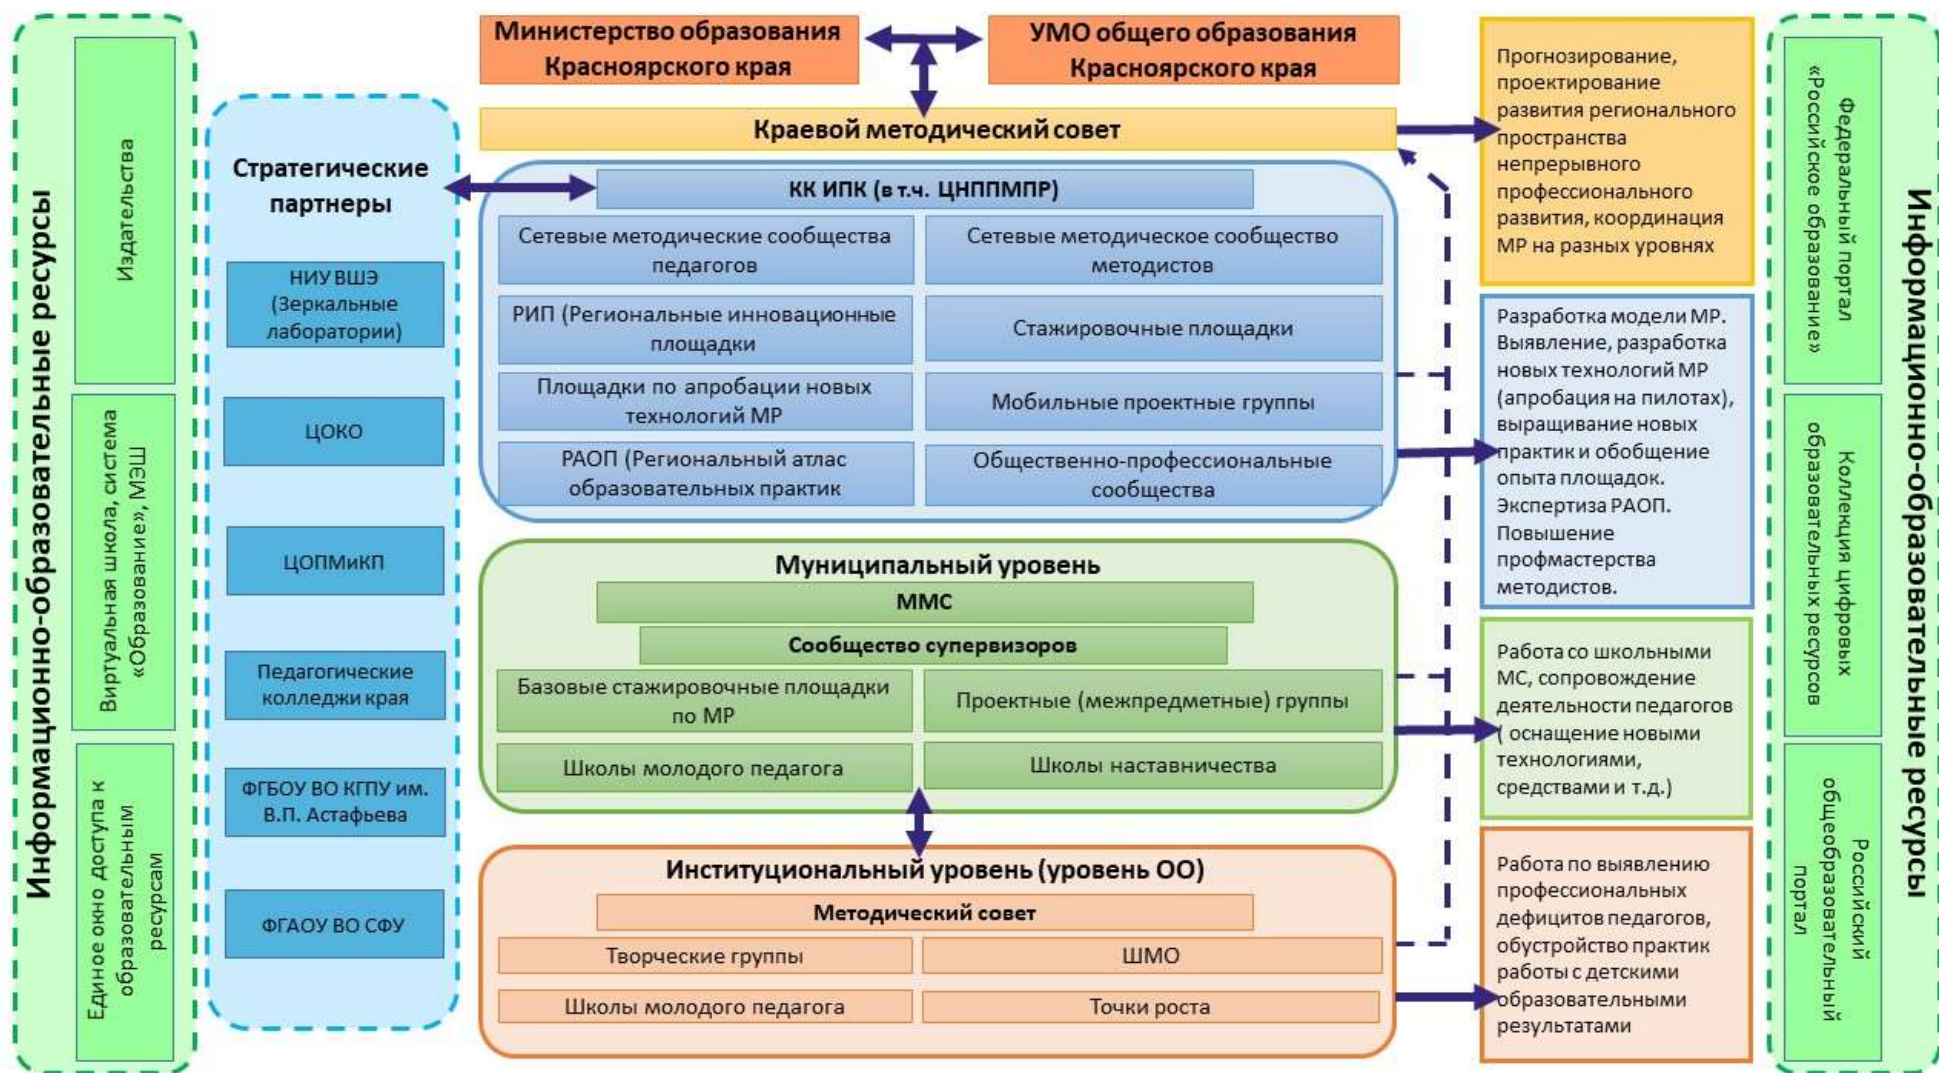 Информационно-образовательные ресурсы
Издательства
Виртуальная школа, система
«Образование», МЭШ
Единое окно доступа к
образовательным
ресурсам
Стратегические
партнеры
НИУ ВШЭ
(Зеркальные
лаборатории)
ЦОКО
ЦОПМиКП
Педагогические
колледжи края
ФГБОУ ВО КГПУ им.
В.П. Астафьева
ФГАОУ ВО СФУ
Министерство образования
Красноярского края
УМО общего образования
Красноярского края
Краевой методический совет
КК ИПК (в т.ч. ЦНППМПР)
Сетевые методические сообщества
педагогов
Сетевые методическое сообщество
методистов
РИП (Региональные инновационные
площадки
Стажировочные площадки
Площадки по апробации новых
технологий МР
Мобильные проектные группы
РАОП (Региональный атлас
образовательных практик
Общественно-профессиональные
сообщества
Муниципальный уровень
ММС
Сообщество супервизоров
Базовые стажировочные площадки
по МР
Проектные (межпредметные) группы
Школы молодого педагога
Школы наставничества
Институциональный уровень (уровень ОО)
Методический совет
Творческие группы
ШМО
Школы молодого педагога
Точки роста
Прогнозирование,
проектирование
развития регионального
пространства
непрерывного
профессионального
развития, координация
МР на разных уровнях
Разработка модели МР.
Выявление, разработка
новых технологий МР
(апробация на пилотах),
выращивание новых
практик и обобщение
опыта площадок.
Экспертиза РАОП.
Повышение
профмастерства
методистов.
Работа со школьными
МС, сопровождение
деятельности педагогов
( оснащение новыми
технологиями,
средствами и т.д.)
Работа по выявлению
профессиональных
дефицитов педагогов,
обустройство практик
работы с детскими
образовательными
результатами
Федеральный портал
«Российское образование»
Коллекция цифровых
образовательных ресурсов
Российский
общеобразовательный
портал
Информационно-образовательные ресурсы